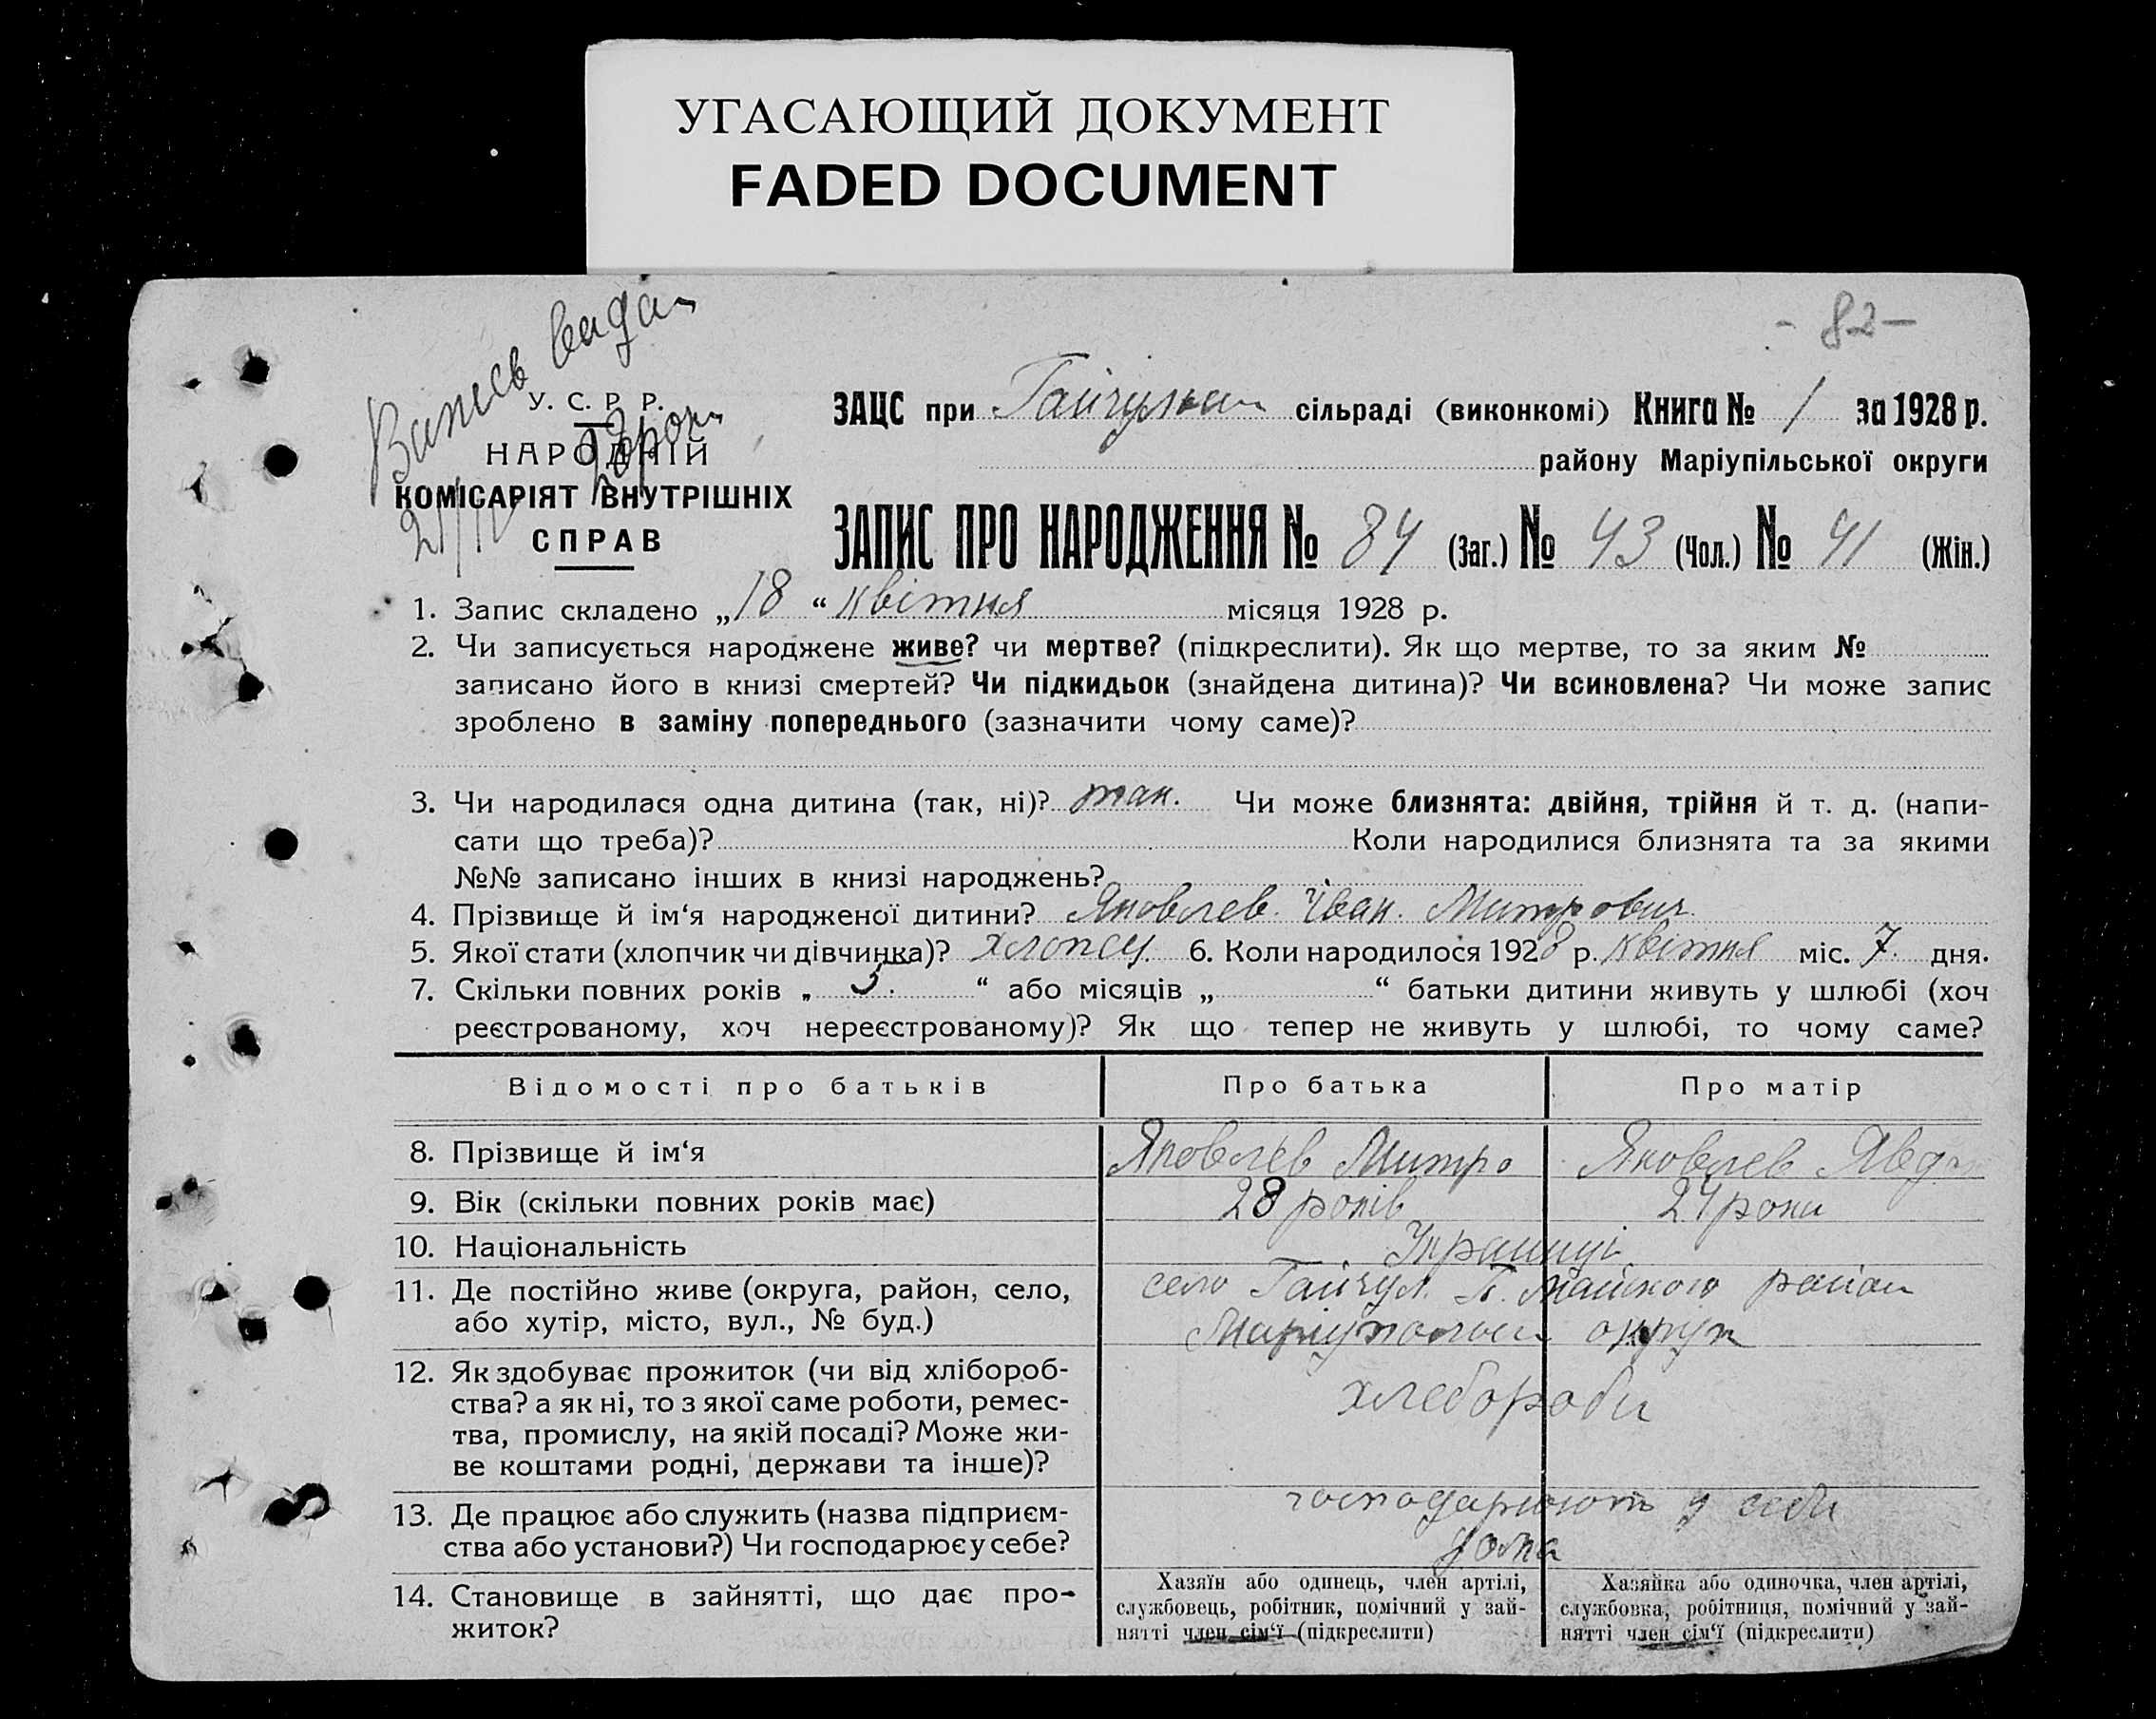 УГАСАЮЩИЙ ДОКУМЕНТ
FADED DOCUMENT
- 82 -
У. С. Р. Р.
НАРОДНІЙ
КОМІСАРІЯТ ВНУТРІШНІХ
СПРАВ
ЗАЦС при Гайчульськ сільраді (виконкомі) Книга № 1 за 1928 р.
району Маріупільської округи
ЗАПИС ПРО НАРОДЖЕННЯ № 84 (Заг.) № 43 (Чол.) № 41 (Жін.)
1. Запис складено „18“ квітня місяця 1928 р.
2. Чи записується народжене живе? чи мертве? (підкреслити). Як що мертве, то за яким №
записано його в книзі смертей? Чи підкидьок (знайдена дитина)? Чи всиновлена? Чи може запис
зроблено в заміну попереднього (зазначити чому саме)?
3. Чи народилася одна дитина (так, ні)? так. Чи може близнята: двійня, трійня й т. д. (напи-
сати що треба)? Коли народилися близнята та за якими
№№ записано інших в книзі народжень?
4. Прізвище й ім‘я народженої дитини? Яковлев. Іван. Митрович
5. Якої стати (хлопчик чи дівчинка)? хлопец 6. Коли народилося 1928 р. квітня міс. 7. дня.
7. Скільки повних років „ 5. “ або місяців „ “ батьки дитини живуть у шлюбі (хоч
реєстрованому, хоч нереєстрованому)? Як що тепер не живуть у шлюбі, то чому саме?
Відомості про батьків Про батька Про матір
8. Прізвище й ім‘я Яковлев Митро Яковлев Явдо
9. Вік (скільки повних років має) 28 років 24 роки
10. Національність Українці
11. Де постійно живе (округа, район, село, село Гайчул район
або хутір, місто, вул., № буд.) округи
12. Як здобуває прожиток (чи від хлібороб- хлебороби
ства? а як ні, то з якої саме роботи, ремес-
тва, промислу, на якій посаді? Може жи-
ве коштами родні, держави та інше)?
13. Де працює або служить (назва підприєм- господарюють у себи
ства або установи?) Чи господарює у себе? дома
14. Становище в зайнятті, що дає про-
житок?
Хазяїн або одинець, член артілі,
службовець, робітник, помічний у зай-
нятті член сім‘ї (підкреслити)
Хазяйка або одиночка, член артілі,
службовка, робітниця, помічний у зай-
нятті член сім‘ї (підкреслити)